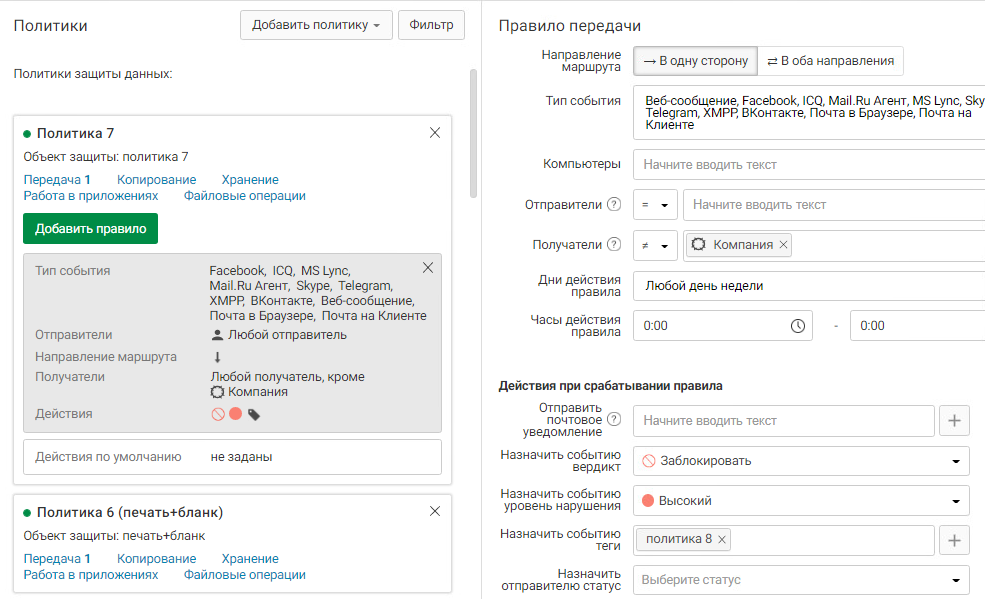 Политики
Добавить политику
Фильтр
Политики защиты данных:
Политика 7
Объект защиты: политика 7
Передача 1 Копирование Хранение
Работа в приложениях Файловые операции
Добавить правило
Тип события
Facebook, ICQ, MS Lync,
Mail.Ru Агент, Skype, Telegram,
XMPP, ВКонтакте, Веб-сообщение,
Почта в Браузере, Почта на Клиенте
Отправители
Любой отправитель
Направление маршрута
Получатели
Любой получатель, кроме
Компания
Действия
Действия по умолчанию
не заданы
Политика 6 (печать+бланк)
Объект защиты: печать+бланк
Передача 1 Копирование Хранение
Работа в приложениях Файловые операции
Правило передачи
Направление
маршрута
→ В одну сторону
⇄ В оба направления
Тип события
Веб-сообщение, Facebook, ICQ, Mail.Ru Агент, MS Lync, Sky
Telegram, XMPP, ВКонтакте, Почта в Браузере, Почта на
Клиенте
Компьютеры
Начните вводить текст
Отправители ?
=
Начните вводить текст
Получатели ?
≠
Компания ×
Дни действия
правила
Любой день недели
Часы действия
правила
0:00
-
0:00
Действия при срабатывании правила
Отправить
почтовое
уведомление ?
Начните вводить текст
+
Назначить событию
вердикт
Заблокировать
Назначить событию
уровень нарушения
Высокий
Назначить событию
теги
политика 8 ×
+
Назначить
отправителю статус
Выберите статус